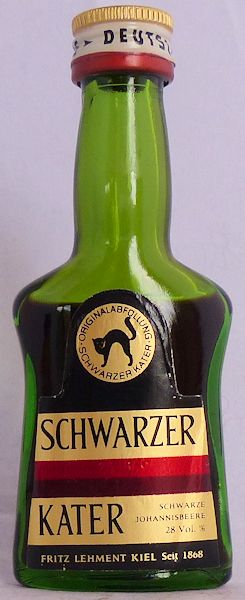 DEUTS
ORIGINALABFÜLLUNG
SCHWARZER KATER
SCHWARZER
KATER
SCHWARZE
JOHANNISBEERE
28 Vol. %
FRITZ LEHMENT KIEL Seit 1868